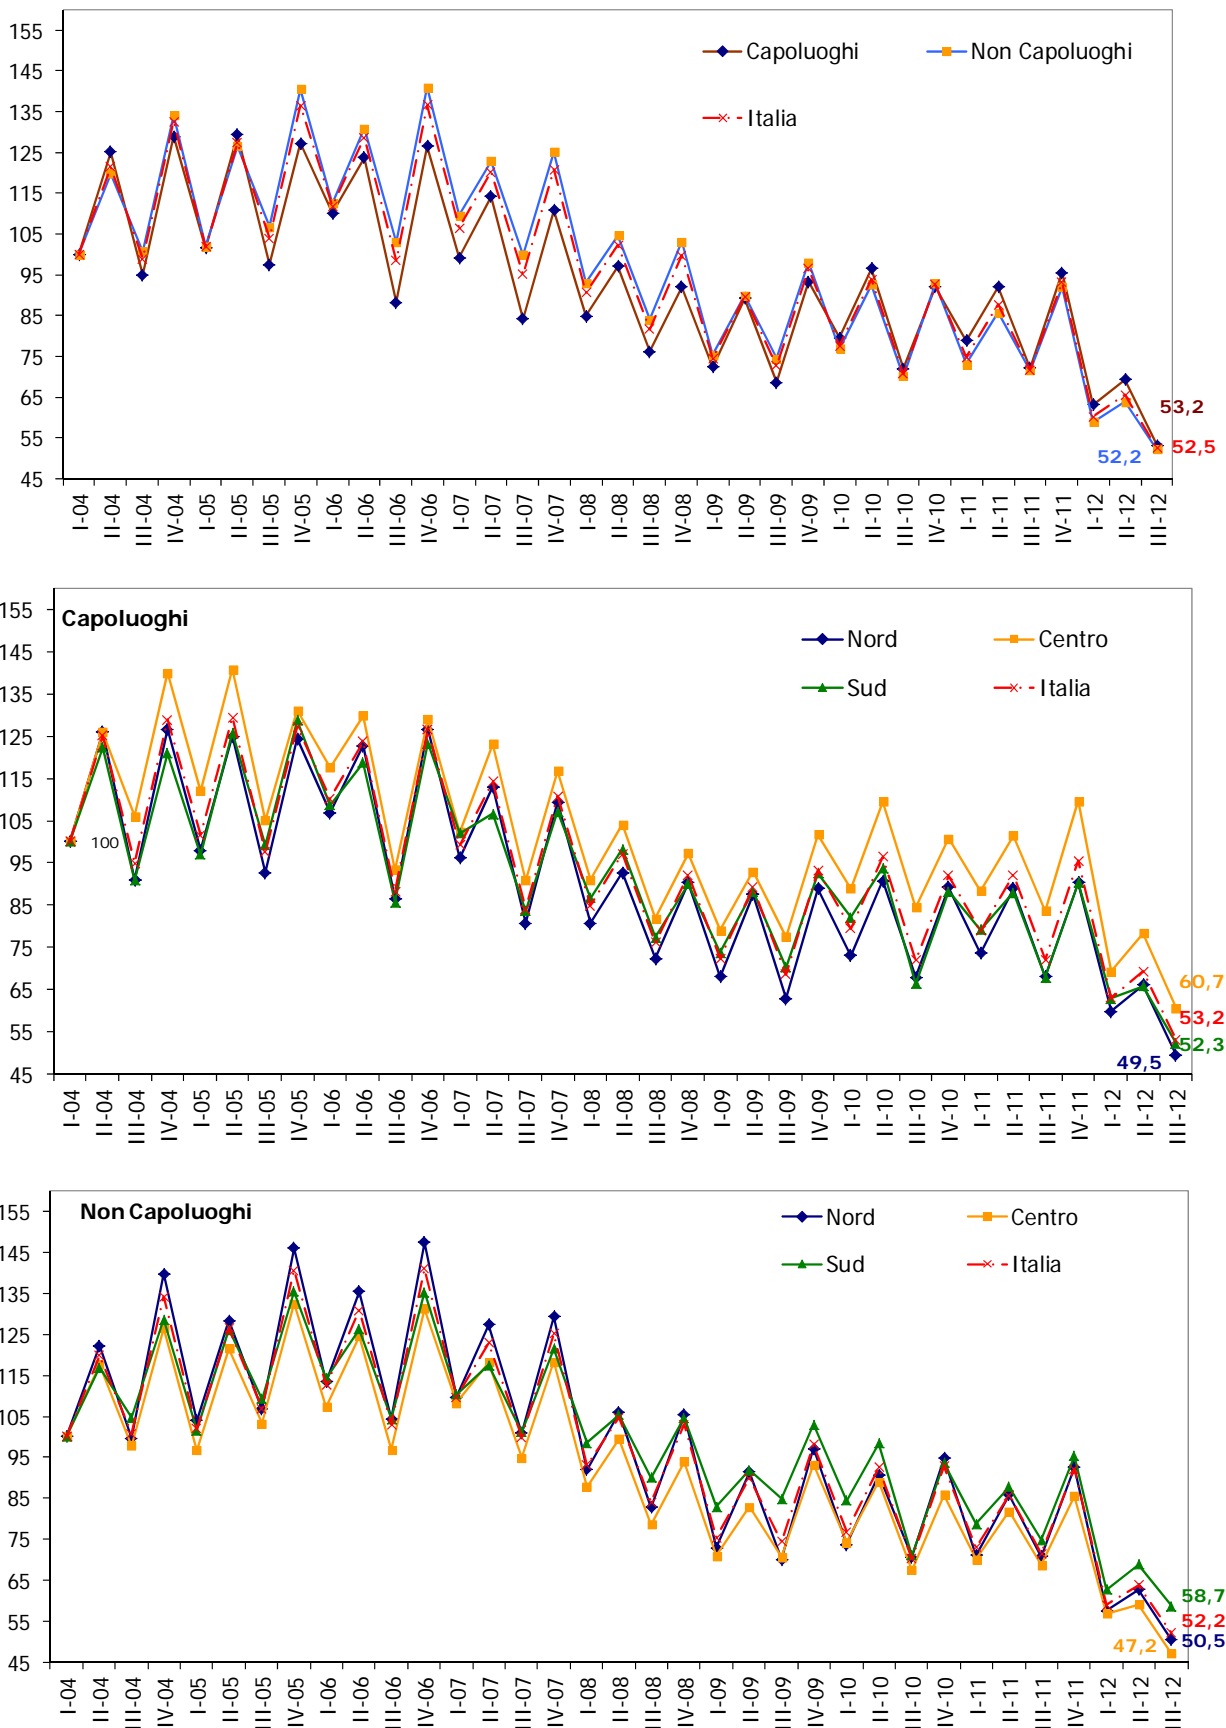 155
145
135
125
115
105
95
85
75
65
55
45
Capoluoghi
Non Capoluoghi
Italia
53,2
52,5
52,2
I-04
II-04
III-04
IV-04
I-05
II-05
III-05
IV-05
I-06
II-06
III-06
IV-06
I-07
II-07
III-07
IV-07
I-08
II-08
III-08
IV-08
I-09
II-09
III-09
IV-09
I-10
II-10
III-10
IV-10
I-11
II-11
III-11
IV-11
I-12
II-12
III-12
Capoluoghi
155
145
135
125
115
105
95
85
75
65
55
45
Nord
Centro
Sud
Italia
100
60,7
53,2
52,3
49,5
I-04
II-04
III-04
IV-04
I-05
II-05
III-05
IV-05
I-06
II-06
III-06
IV-06
I-07
II-07
III-07
IV-07
I-08
II-08
III-08
IV-08
I-09
II-09
III-09
IV-09
I-10
II-10
III-10
IV-10
I-11
II-11
III-11
IV-11
I-12
II-12
III-12
Non Capoluoghi
155
145
135
125
115
105
95
85
75
65
55
45
Nord
Centro
Sud
Italia
58,7
52,2
50,5
47,2
I-04
II-04
III-04
IV-04
I-05
II-05
III-05
IV-05
I-06
II-06
III-06
IV-06
I-07
II-07
III-07
IV-07
I-08
II-08
III-08
IV-08
I-09
II-09
III-09
IV-09
I-10
II-10
III-10
IV-10
I-11
II-11
III-11
IV-11
I-12
II-12
III-12